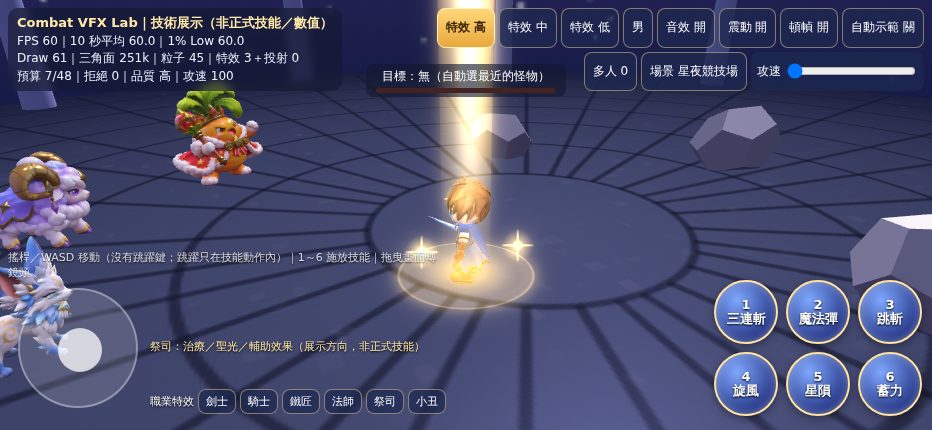 Combat VFX Lab｜技術展示（非正式技能／數值）
FPS 60｜10 秒平均 60.0｜1% Low 60.0
Draw 61｜三角面 251k｜粒子 45｜特效 3＋投射 0
預算 7/48｜拒絕 0｜品質 高｜攻速 100
特效 高
特效 中
特效 低
男
音效 開
震動 開
頓幀 開
自動示範 關
多人 0
場景 星夜競技場
攻速
目標：無（自動選最近的怪物）
搖桿／WASD 移動（沒有跳躍鍵；跳躍只在技能動作內）｜1～6 施放技能｜拖曳畫面轉
鏡頭
祭司：治療／聖光／輔助效果（展示方向，非正式技能）
職業特效
劍士
騎士
鐵匠
法師
祭司
小丑
1
三連斬
2
魔法彈
3
跳斬
4
旋風
5
星隕
6
蓄力